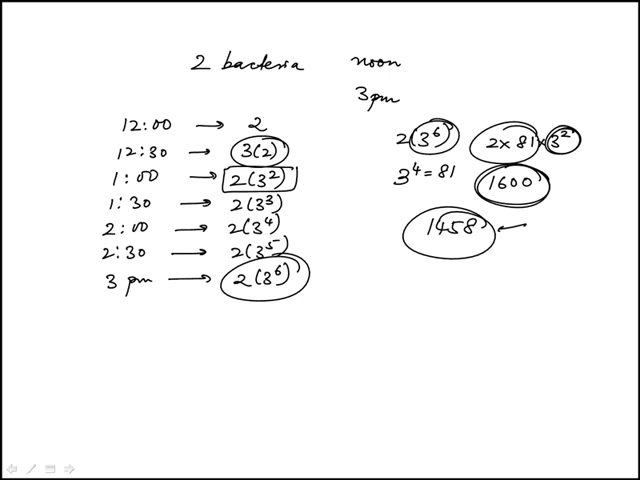 2 bacteria noon
3pm
12:00 → 2
12:30 → 3(2)
1:00 → 2(3²)
1:30 → 2(3³)
2:00 → 2(3⁴)
2:30 → 2(3⁵)
3 pm → 2(3⁶)
2(3⁶) 2 x 81 x 3²
3⁴ = 81 1600
1458 ←